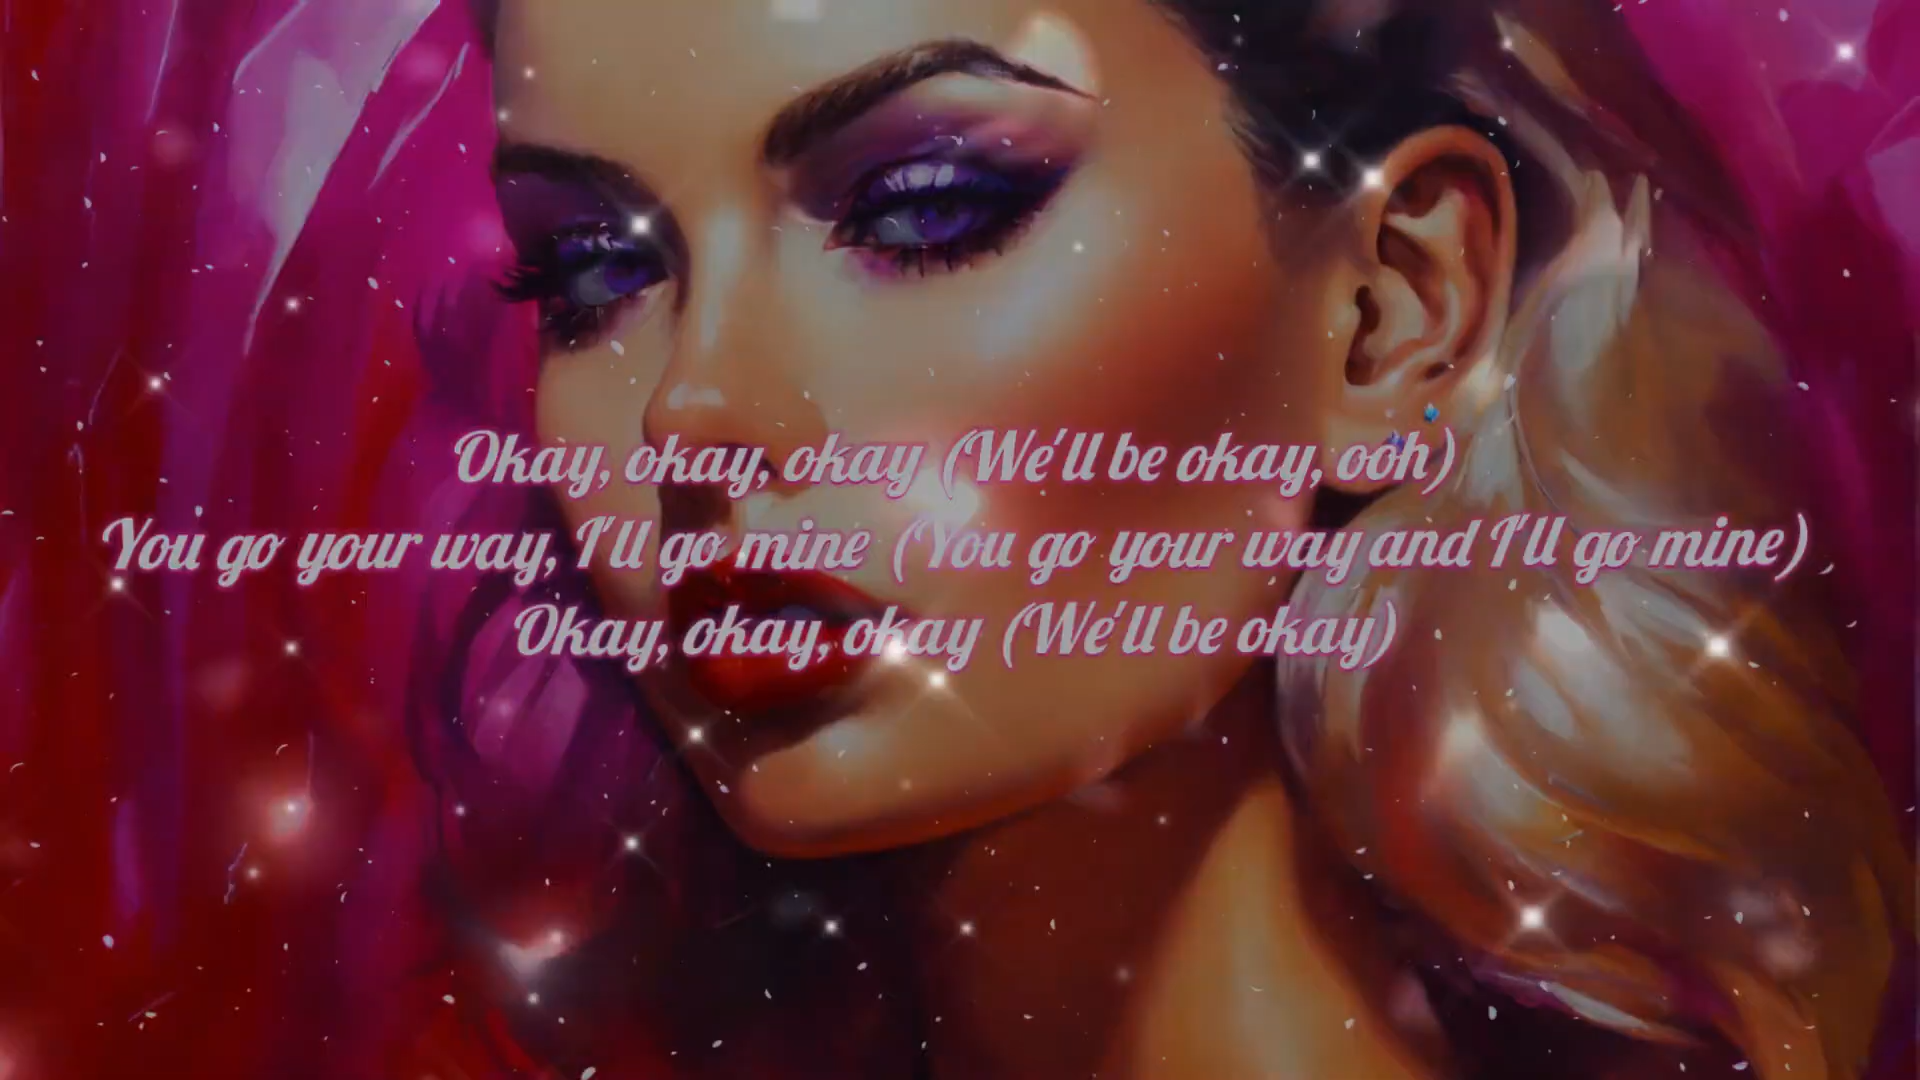 Okay, okay, okay (We'll be okay, ooh)
You go your way, I'll go mine (You go your way and I'll go mine)
Okay, okay, okay (We'll be okay)